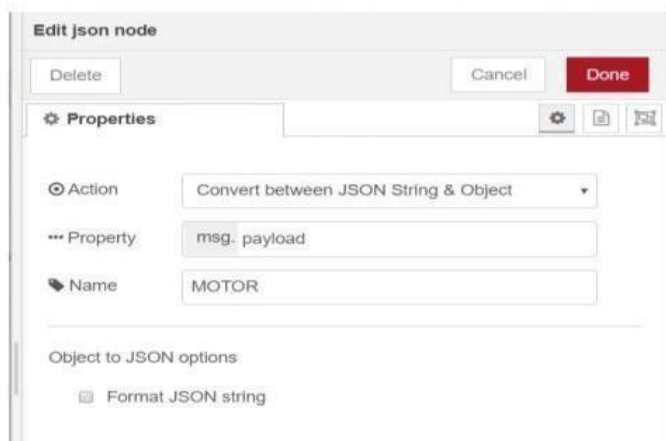 Edit json node
Delete Cancel Done
Properties
Action Convert between JSON String & Object
Property msg. payload
Name MOTOR
Object to JSON options
Format JSON string